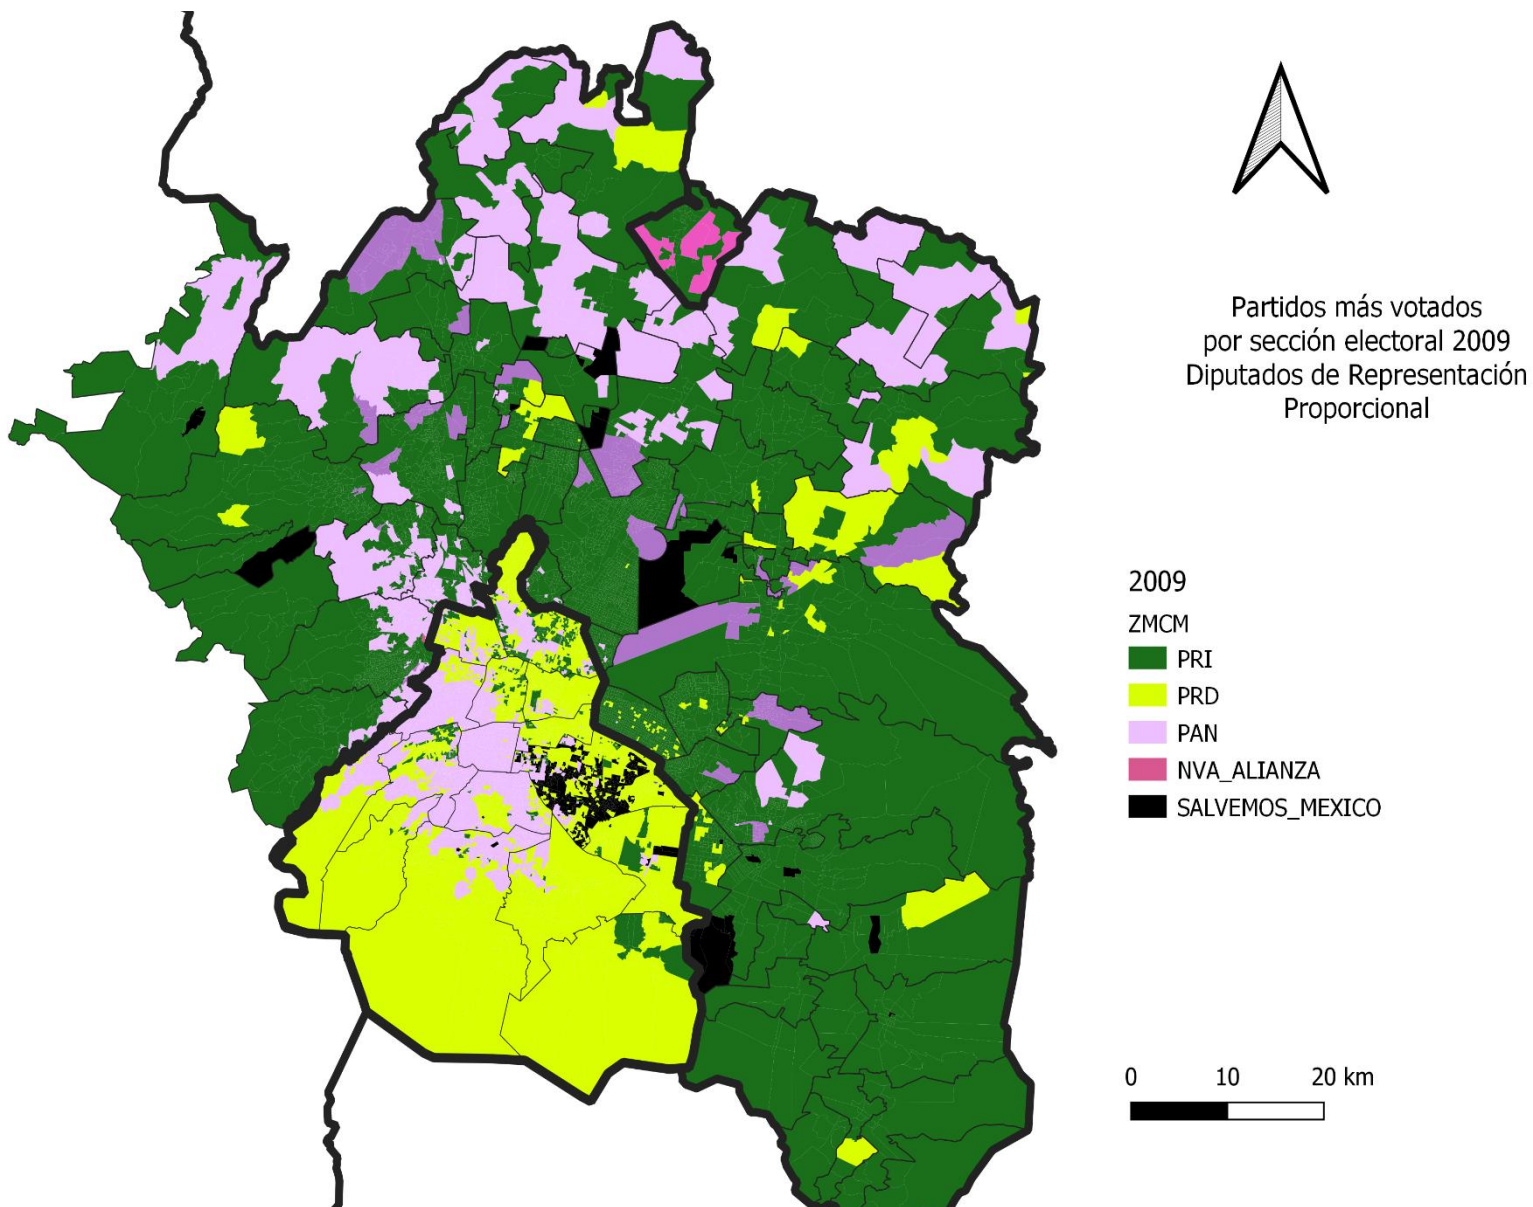 Partidos más votados
por sección electoral 2009
Diputados de Representación
Proporcional
2009
ZMCM
PRI
PRD
PAN
NVA_ALIANZA
SALVEMOS_MEXICO
0 10 20 km